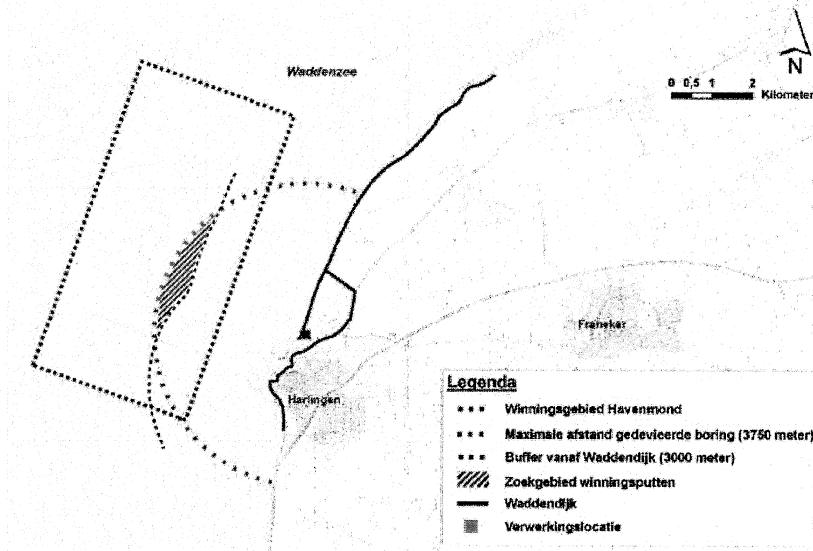 Waddenzee
N
0 0,5 1 2
Kilometer
Franeker
Harlingen
Legenda
Winningsgebied Havenmond
Maximale afstand gedevieerde boring (3750 meter)
Buffer vanaf Waddendijk (3000 meter)
Zoekgebied winningsputten
Waddendijk
Verwerkingslocatie